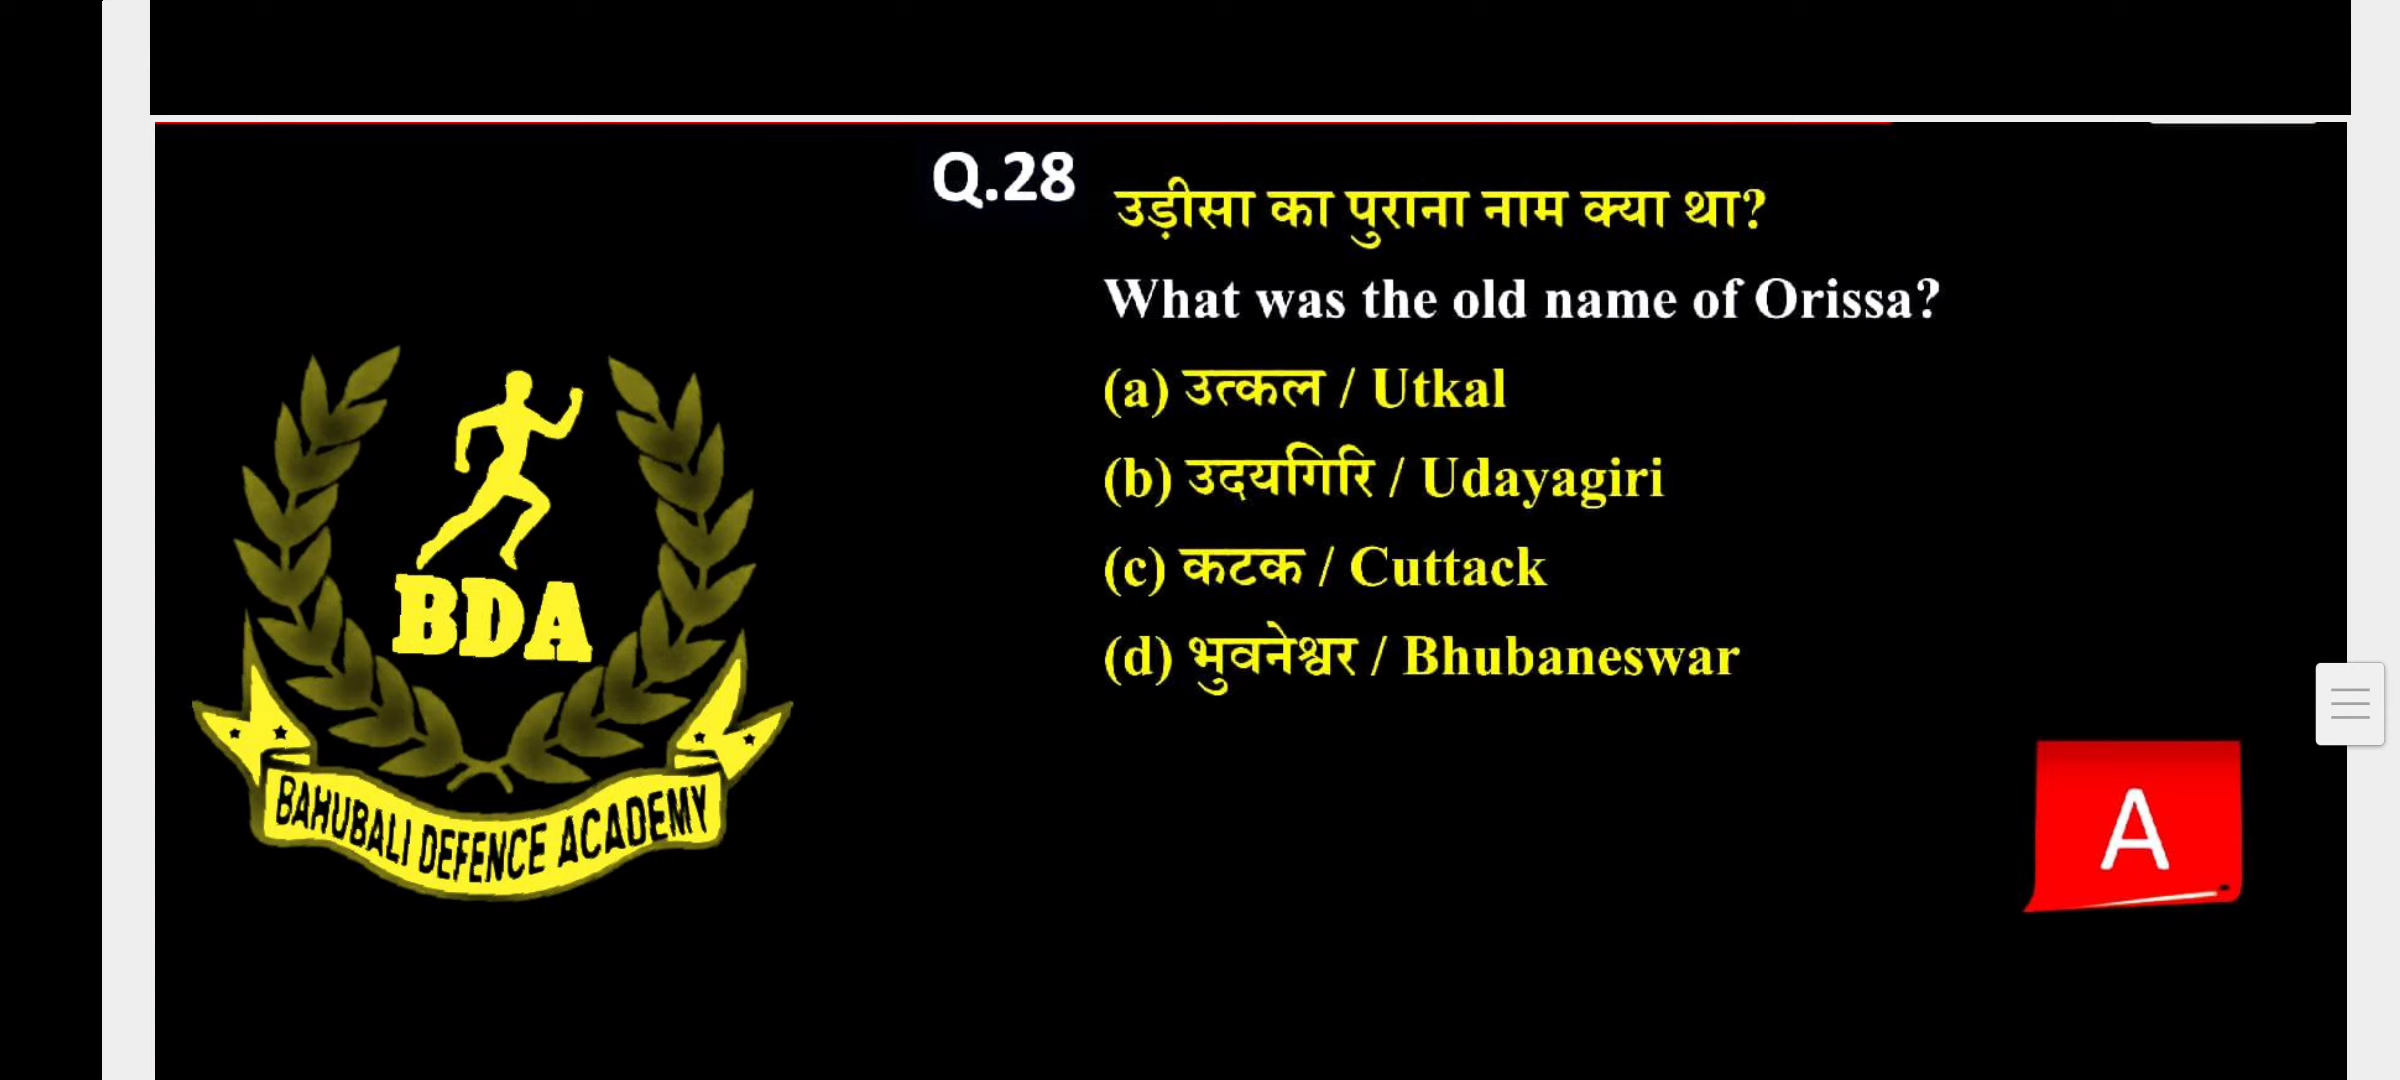 Q.28
उड़ीसा का पुराना नाम क्या था?
What was the old name of Orissa?
(a) उत्कल / Utkal
(b) उदयगिरि / Udayagiri
(c) कटक / Cuttack
(d) भुवनेश्वर / Bhubaneswar
BDA
BAHUBALI DEFENCE ACADEMY
A